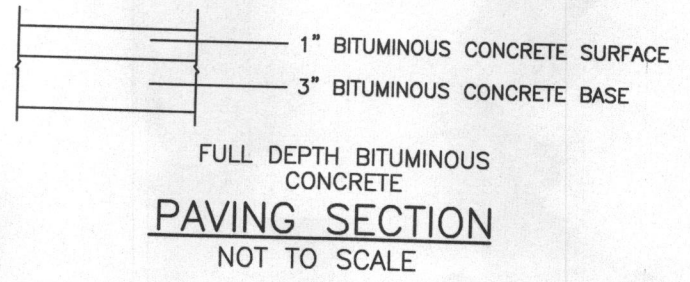 1" BITUMINOUS CONCRETE SURFACE
3" BITUMINOUS CONCRETE BASE
FULL DEPTH BITUMINOUS
CONCRETE
PAVING SECTION
NOT TO SCALE